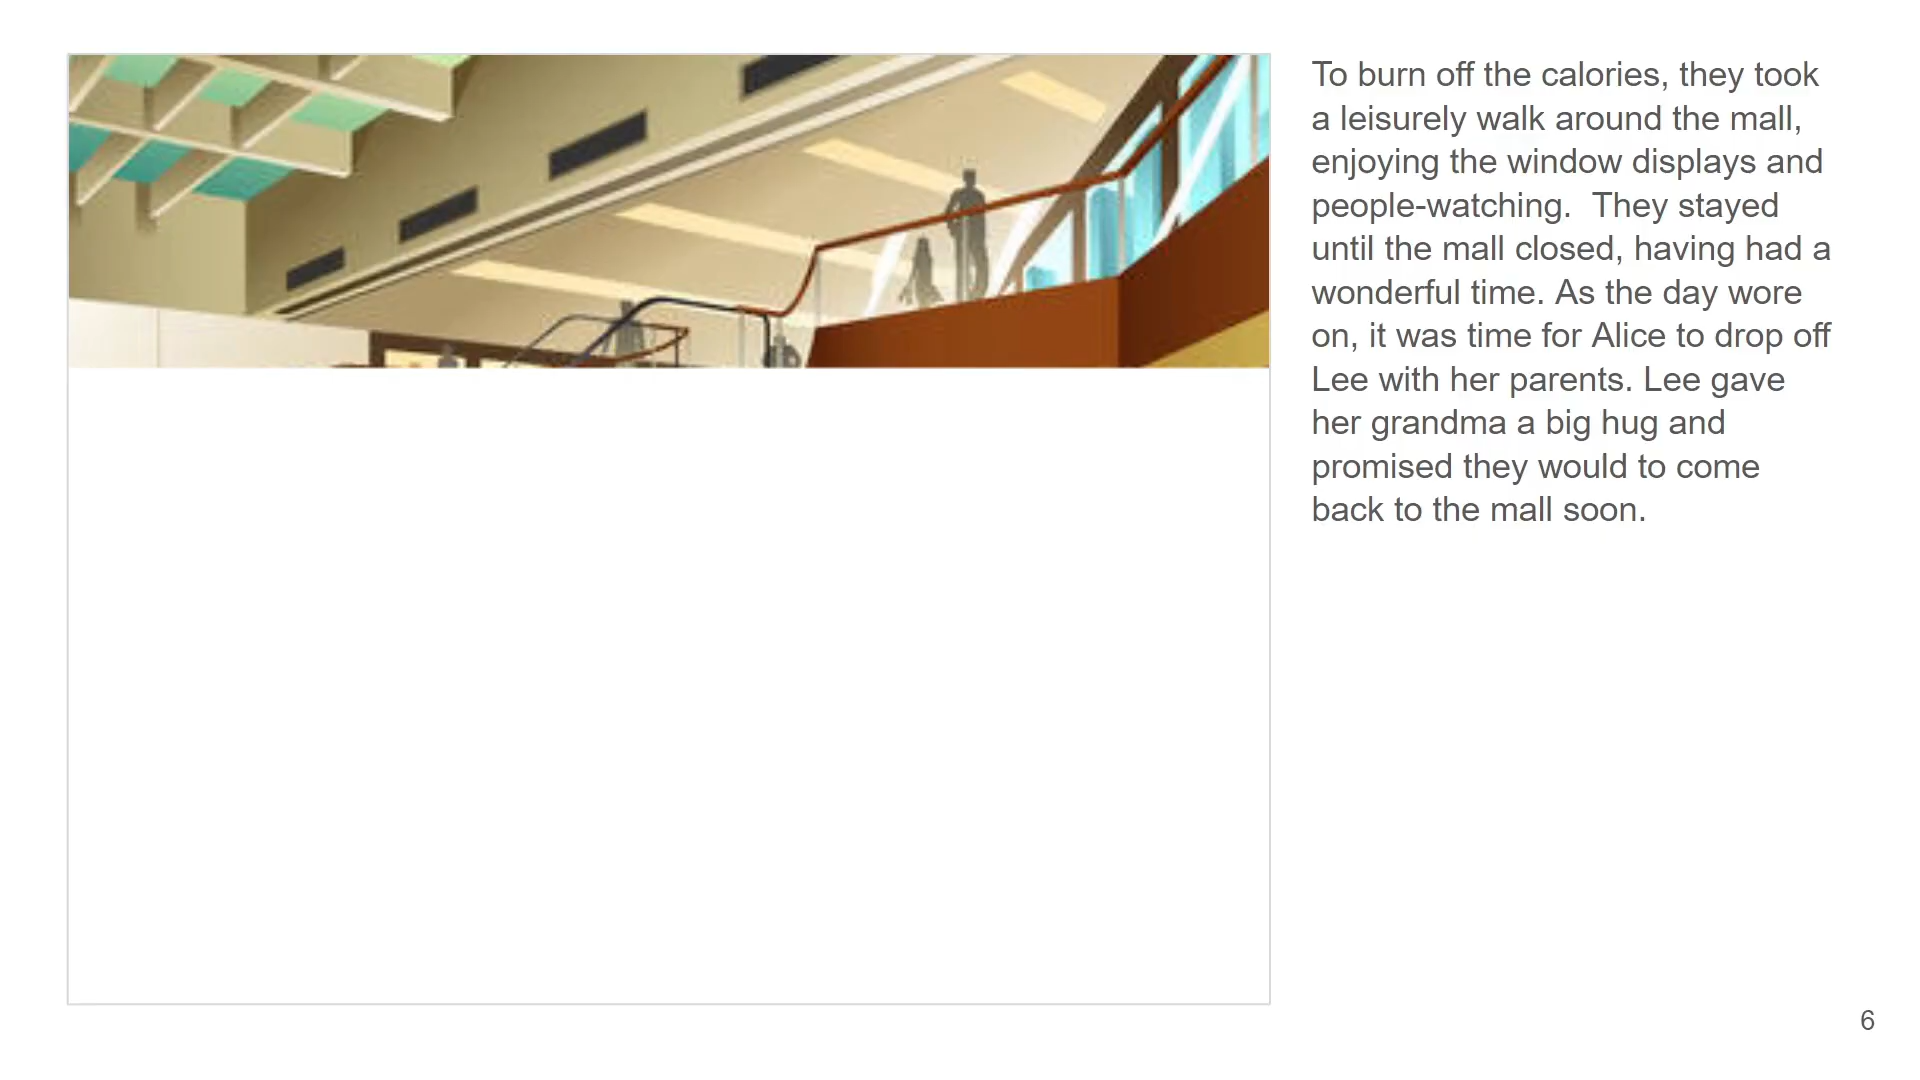 To burn off the calories, they took
a leisurely walk around the mall,
enjoying the window displays and
people-watching.  They stayed
until the mall closed, having had a
wonderful time. As the day wore
on, it was time for Alice to drop off
Lee with her parents. Lee gave
her grandma a big hug and
promised they would to come
back to the mall soon.
6